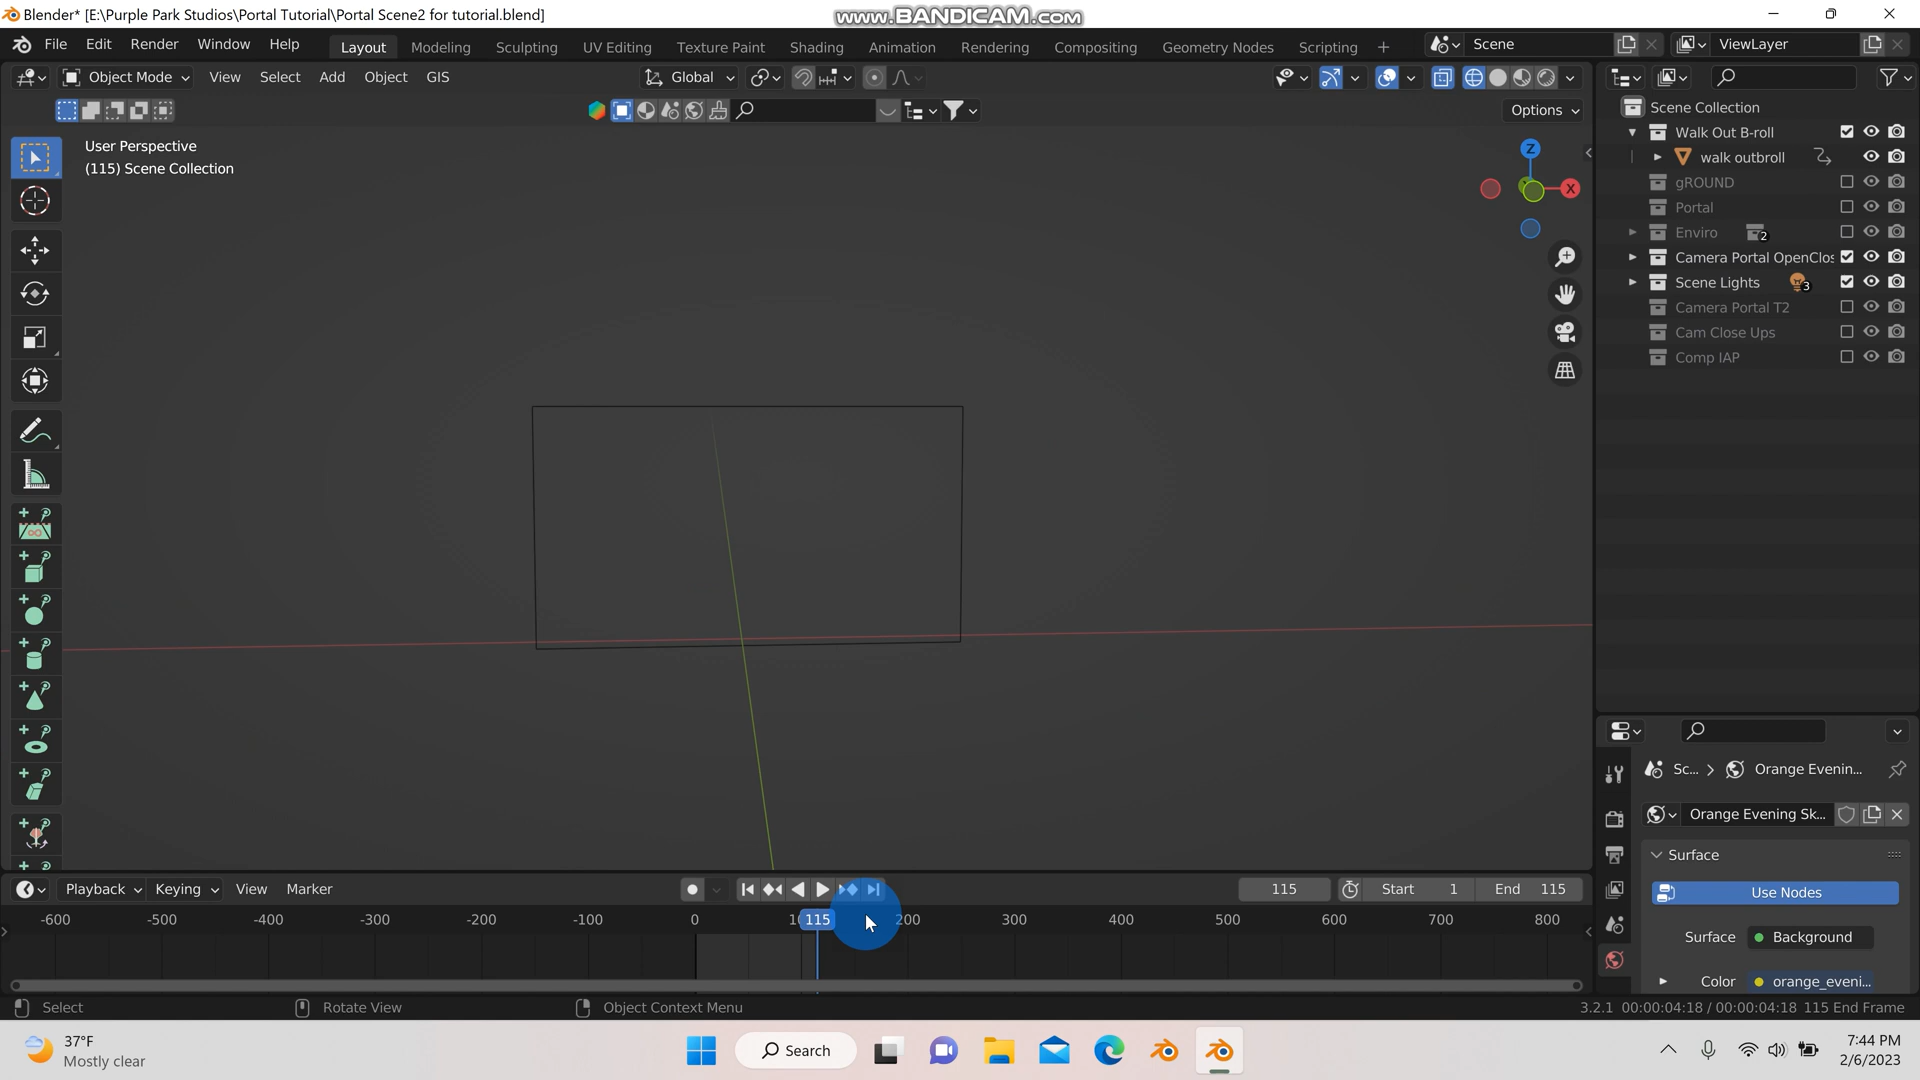 Blender* [E:\Purple Park Studios\Portal Tutorial\Portal Scene2 for tutorial.blend]
www.BANDICAM.com
File Edit Render Window Help
Layout Modeling Sculpting UV Editing Texture Paint Shading Animation Rendering Compositing Geometry Nodes Scripting +
Scene
ViewLayer
Object Mode View Select Add Object GIS
Global
Options
User Perspective
(115) Scene Collection
Z
X
Scene Collection
Walk Out B-roll
walk outbroll
gROUND
Portal
Enviro 2
Camera Portal OpenClos
Scene Lights 3
Camera Portal T2
Cam Close Ups
Comp IAP
Sc... > Orange Evenin...
Orange Evening Sk...
Surface
Use Nodes
Surface Background
Color orange_eveni...
Playback Keying View Marker
115 Start 1 End 115
-600 -500 -400 -300 -200 -100 0 1 115 200 300 400 500 600 700 800
Select Rotate View Object Context Menu
3.2.1 00:00:04:18 / 00:00:04:18 115 End Frame
37°F
Mostly clear
Search
7:44 PM
2/6/2023